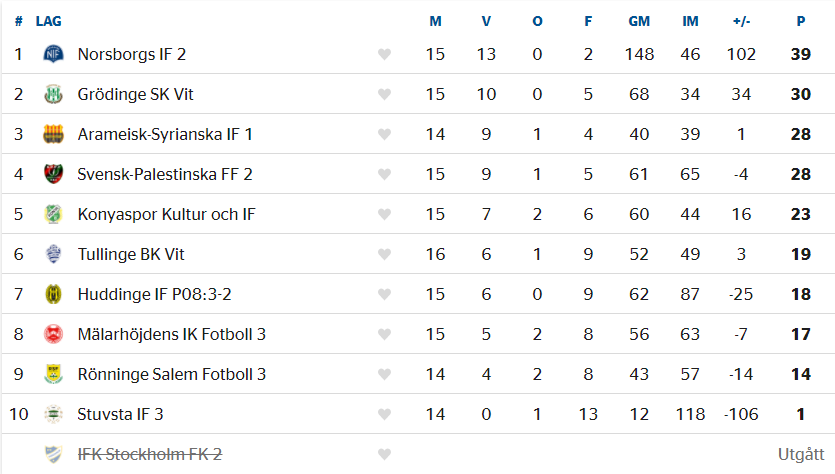 # LAG M V O F GM IM +/- P
1 Norsborgs IF 2 15 13 0 2 148 46 102 39
2 Grödinge SK Vit 15 10 0 5 68 34 34 30
3 Arameisk-Syrianska IF 1 14 9 1 4 40 39 1 28
4 Svensk-Palestinska FF 2 15 9 1 5 61 65 -4 28
5 Konyaspor Kultur och IF 15 7 2 6 60 44 16 23
6 Tullinge BK Vit 16 6 1 9 52 49 3 19
7 Huddinge IF P08:3-2 15 6 0 9 62 87 -25 18
8 Mälarhöjdens IK Fotboll 3 15 5 2 8 56 63 -7 17
9 Rönninge Salem Fotboll 3 14 4 2 8 43 57 -14 14
10 Stuvsta IF 3 14 0 1 13 12 118 -106 1
IFK Stockholm FK 2 Utgått